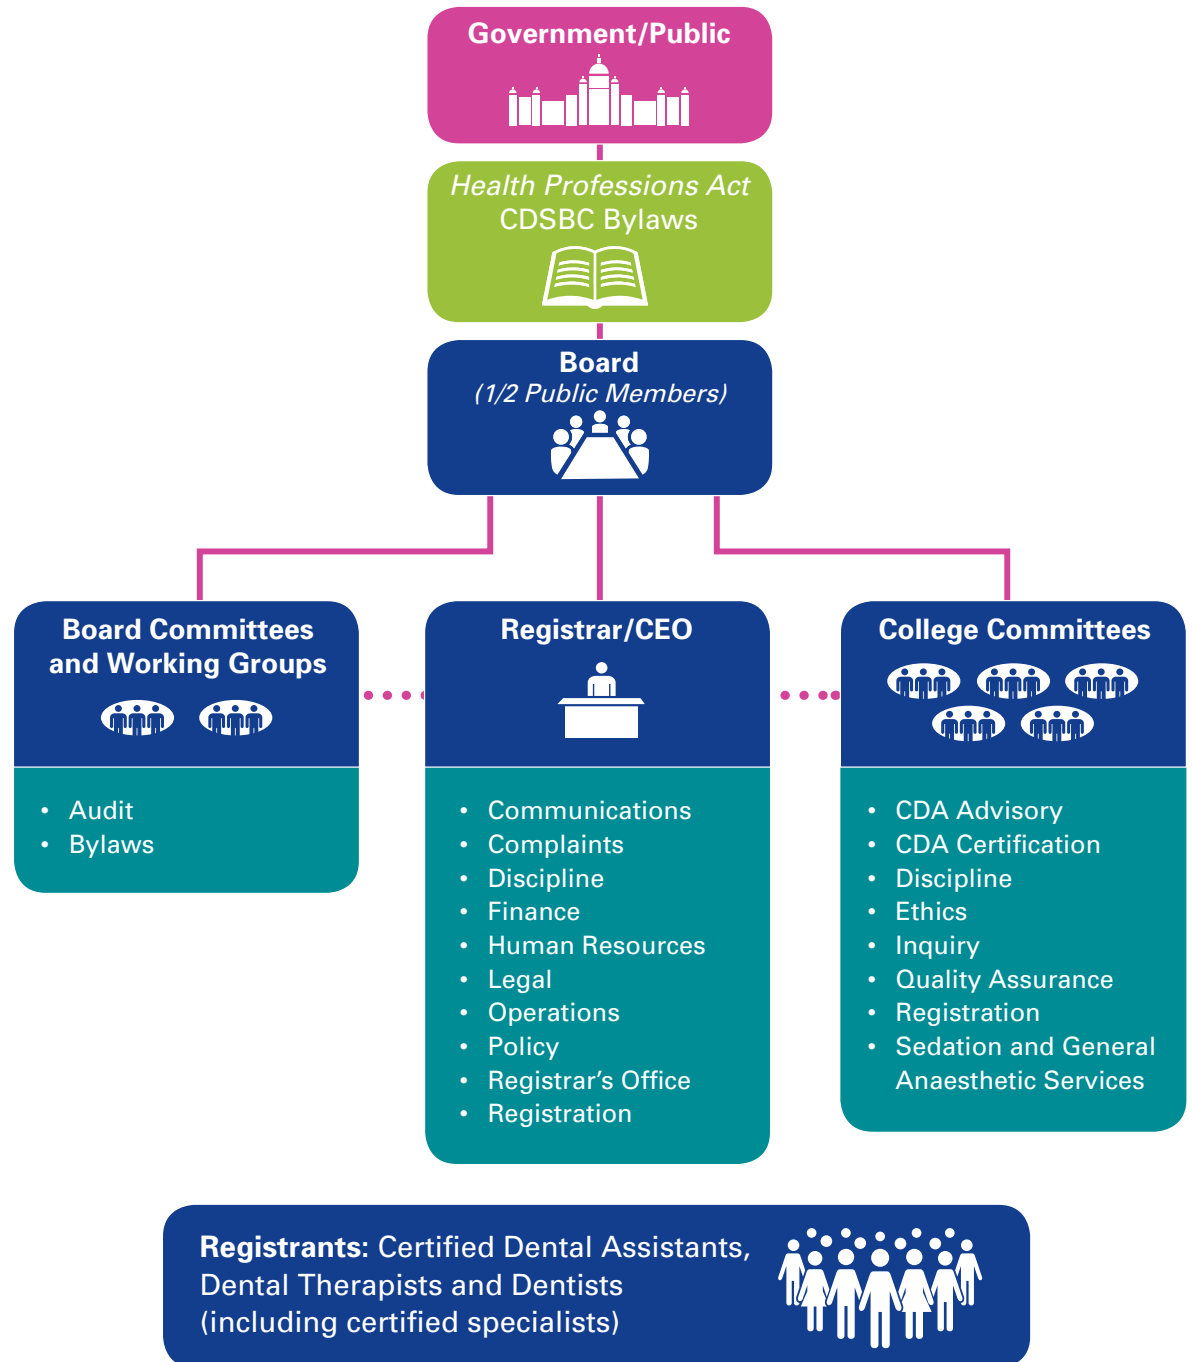 Government/Public
Health Professions Act
CDSBC Bylaws
Board
(1/2 Public Members)
Board Committees
and Working Groups
• Audit
• Bylaws
Registrar/CEO
• Communications
• Complaints
• Discipline
• Finance
• Human Resources
• Legal
• Operations
• Policy
• Registrar's Office
• Registration
College Committees
• CDA Advisory
• CDA Certification
• Discipline
• Ethics
• Inquiry
• Quality Assurance
• Registration
• Sedation and General
Anaesthetic Services
Registrants: Certified Dental Assistants,
Dental Therapists and Dentists
(including certified specialists)